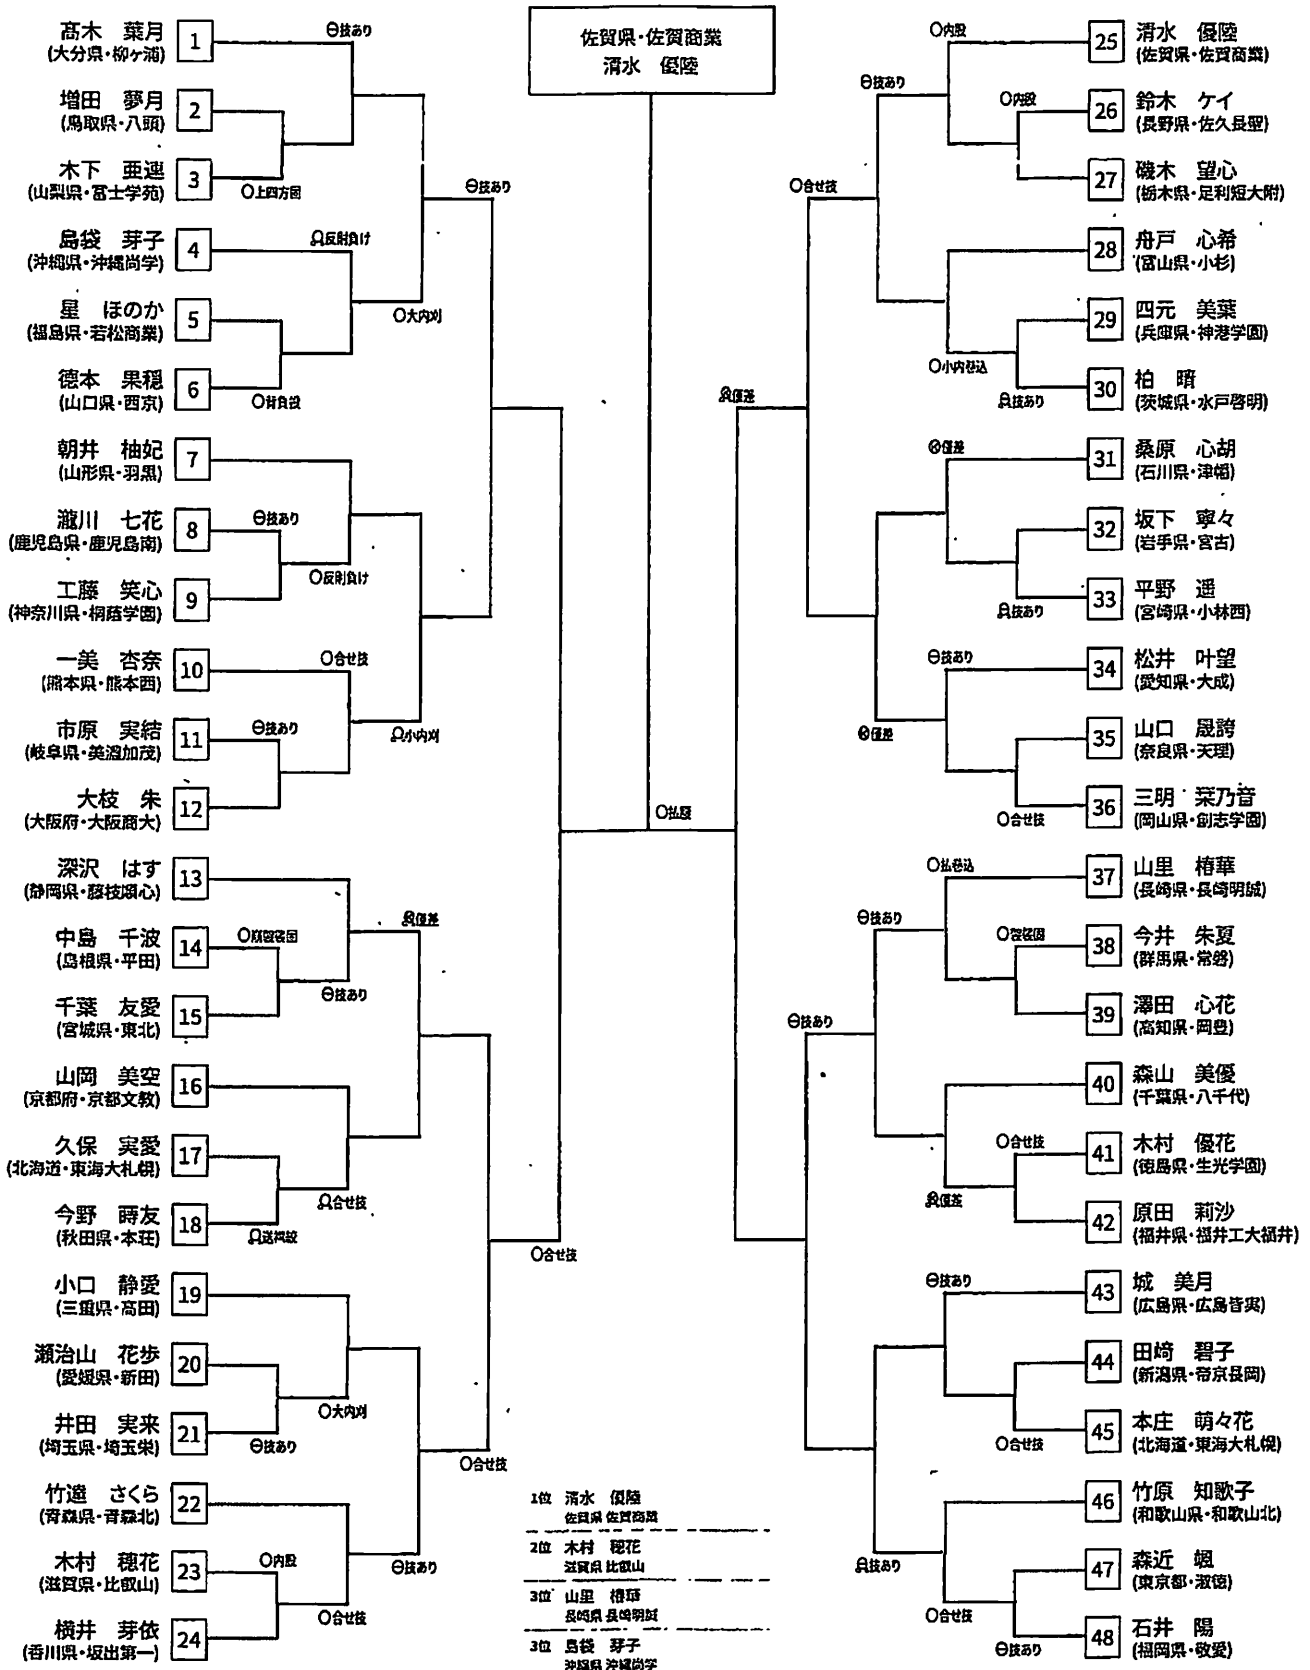 佐賀県・佐賀商業
清水　優陸
髙木　葉月
(大分県・柳ヶ浦)
1
⊖技あり
増田　夢月
(鳥取県・八頭)
2
木下　亜連
(山梨県・富士学苑)
3
○上四方固
⊖技あり
島袋　芽子
(沖縄県・沖縄尚学)
4
反則負け
星　ほのか
(福島県・若松商業)
5
○大内刈
徳本　果穏
(山口県・西京)
6
○背負投
朝井　柚妃
(山形県・羽黒)
7
瀧川　七花
(鹿児島県・鹿児島南)
8
⊖技あり
○反則負け
工藤　笑心
(神奈川県・桐蔭学園)
9
一美　杏奈
(熊本県・熊本西)
10
○合せ技
市原　実結
(岐阜県・美濃加茂)
11
⊖技あり
小内刈
大枝　朱
(大阪府・大阪商大)
12
○払腰
深沢　はす
(静岡県・藤枝順心)
13
僅差
中島　千波
(島根県・平田)
14
⊖技あり
千葉　友愛
(宮城県・東北)
15
山岡　美空
(京都府・京都文教)
16
久保　実愛
(北海道・東海大札幌)
17
合せ技
今野　蒔友
(秋田県・本荘)
18
送襟絞
○合せ技
小口　静愛
(三重県・高田)
19
瀬治山　花歩
(愛媛県・新田)
20
○大内刈
井田　実来
(埼玉県・埼玉栄)
21
⊖技あり
○合せ技
竹遠　さくら
(青森県・青森北)
22
木村　穂花
(滋賀県・比叡山)
23
○内股
⊖技あり
○合せ技
横井　芽依
(香川県・坂出第一)
24
○内股
25
清水　優陸
(佐賀県・佐賀商業)
⊖技あり
○内股
26
鈴木　ケイ
(長野県・佐久長聖)
○合せ技
27
磯木　望心
(栃木県・足利短大附)
28
舟戸　心希
(富山県・小杉)
29
四元　美葉
(兵庫県・神港学園)
○小内巻込
僅差
技あり
30
柏　晴
(茨城県・水戸啓明)
僅差
31
桑原　心胡
(石川県・津幡)
32
坂下　寧々
(岩手県・宮古)
技あり
33
平野　遥
(宮崎県・小林西)
⊖技あり
34
松井　叶望
(愛知県・大成)
僅差
35
山口　晟誇
(奈良県・天理)
○合せ技
36
三明　栞乃音
(岡山県・創志学園)
○払巻込
37
山里　椿華
(長崎県・長崎明誠)
⊖技あり
○袈裟固
38
今井　朱夏
(群馬県・常磐)
⊖技あり
39
澤田　心花
(高知県・岡豊)
40
森山　美優
(千葉県・八千代)
○合せ技
41
木村　優花
(徳島県・生光学園)
僅差
42
原田　莉沙
(福井県・福井工大福井)
⊖技あり
43
城　美月
(広島県・広島皆実)
44
田﨑　碧子
(新潟県・帝京長岡)
○合せ技
45
本庄　萌々花
(北海道・東海大札幌)
46
竹原　知歌子
(和歌山県・和歌山北)
技あり
47
森近　颯
(東京都・淑徳)
○合せ技
⊖技あり
48
石井　陽
(福岡県・敬愛)
1位　清水　優陸
佐賀県 佐賀商業
2位　木村　穂花
滋賀県 比叡山
3位　山里　椿華
長崎県 長崎明誠
3位　島袋　芽子
沖縄県 沖縄尚学